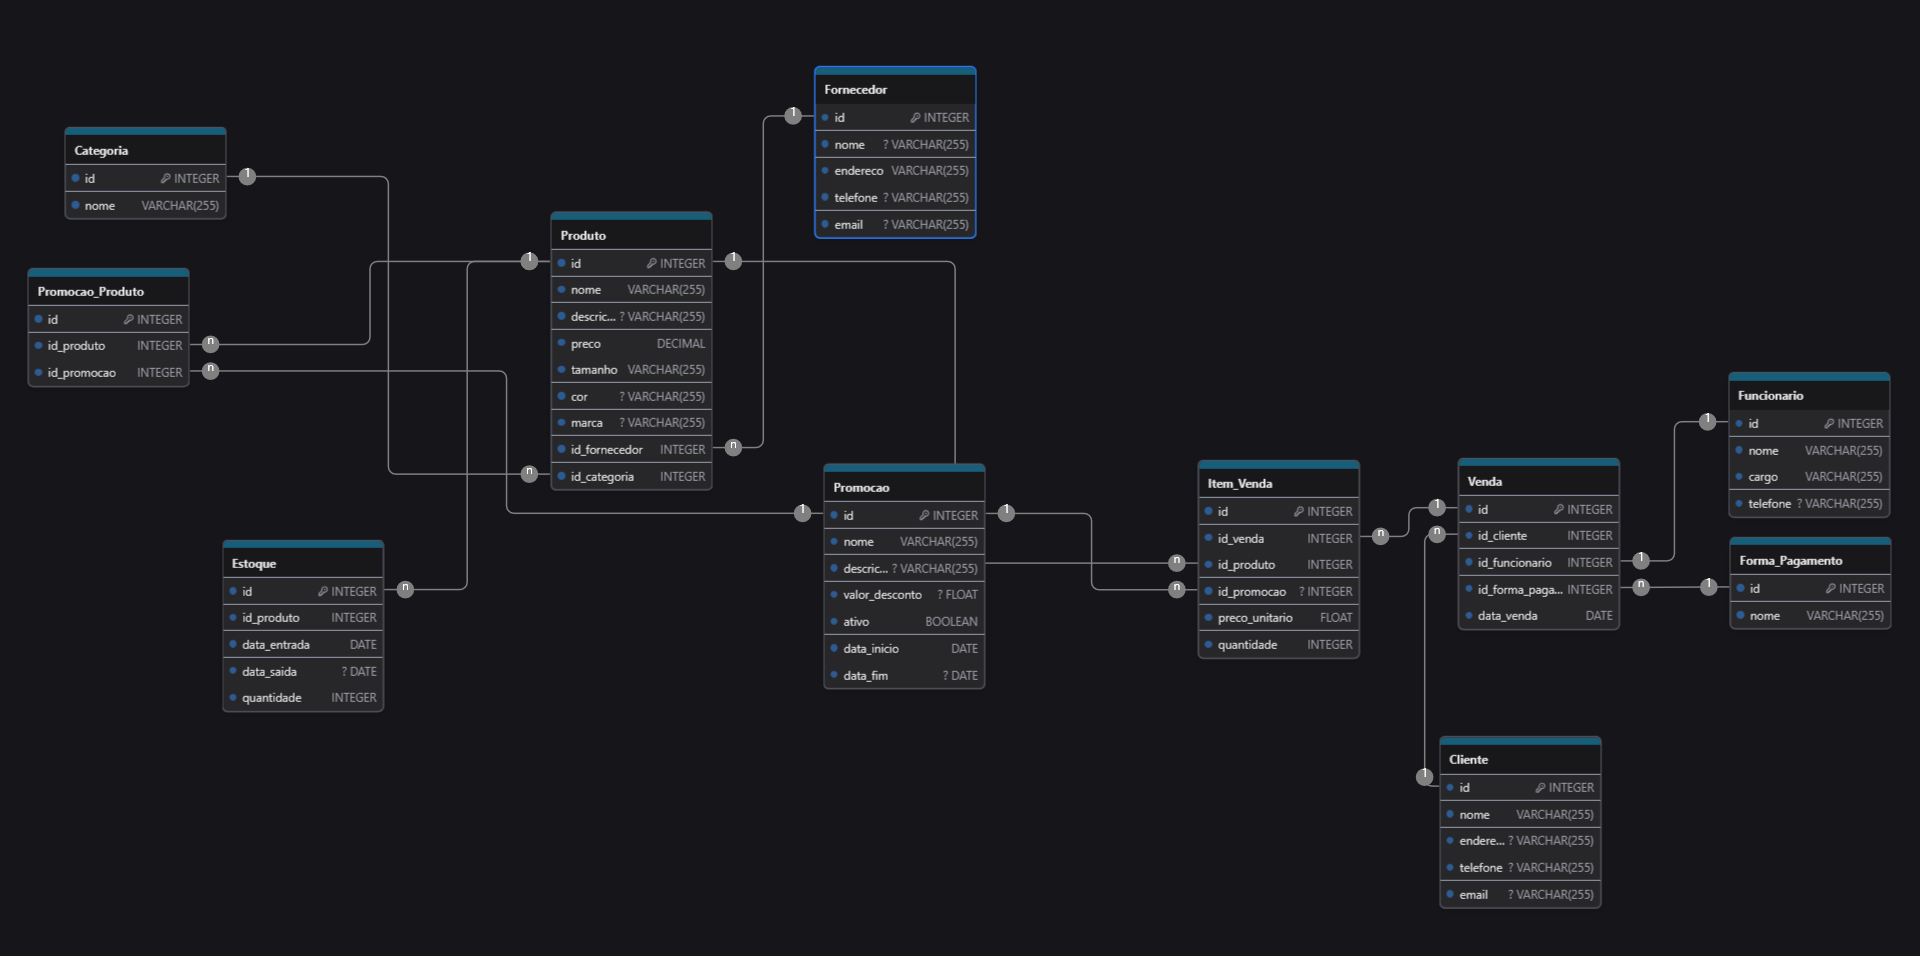 Fornecedor
id INTEGER
nome ? VARCHAR(255)
endereco VARCHAR(255)
telefone ? VARCHAR(255)
email ? VARCHAR(255)
1
Categoria
id INTEGER
nome VARCHAR(255)
1
Produto
id INTEGER
nome VARCHAR(255)
descric... ? VARCHAR(255)
preco DECIMAL
tamanho VARCHAR(255)
cor ? VARCHAR(255)
marca ? VARCHAR(255)
id_fornecedor INTEGER
id_categoria INTEGER
1
1
n
n
Promocao_Produto
id INTEGER
id_produto INTEGER
id_promocao INTEGER
n
n
Estoque
id INTEGER
id_produto INTEGER
data_entrada DATE
data_saida ? DATE
quantidade INTEGER
n
Promocao
id INTEGER
nome VARCHAR(255)
descric... ? VARCHAR(255)
valor_desconto ? FLOAT
ativo BOOLEAN
data_inicio DATE
data_fim ? DATE
1
1
Item_Venda
id INTEGER
id_venda INTEGER
id_produto INTEGER
id_promocao ? INTEGER
preco_unitario FLOAT
quantidade INTEGER
n
n
n
Venda
id INTEGER
id_cliente INTEGER
id_funcionario INTEGER
id_forma_paga... INTEGER
data_venda DATE
1
n
1
n
Funcionario
id INTEGER
nome VARCHAR(255)
cargo VARCHAR(255)
telefone ? VARCHAR(255)
1
Forma_Pagamento
id INTEGER
nome VARCHAR(255)
1
Cliente
id INTEGER
nome VARCHAR(255)
endere... ? VARCHAR(255)
telefone ? VARCHAR(255)
email ? VARCHAR(255)
1